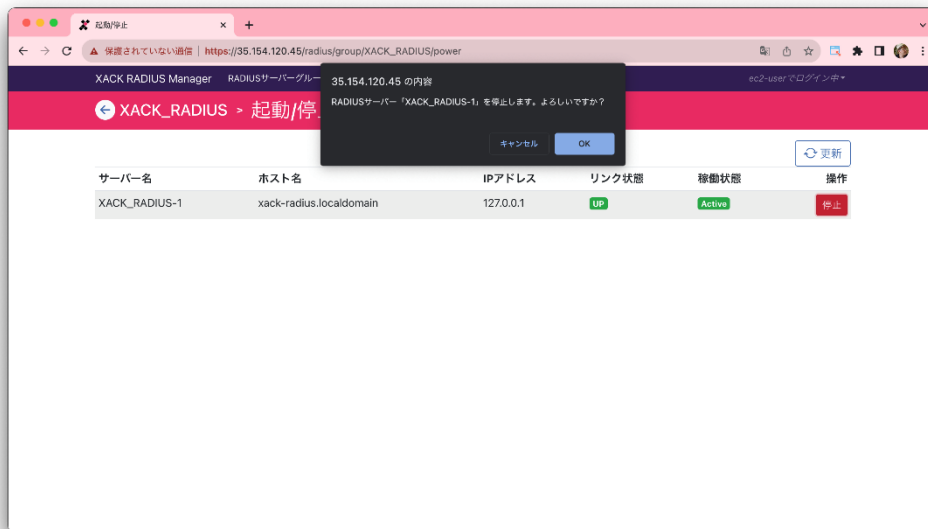 起動/停止
保護されていない通信 | https://35.154.120.45/radius/group/XACK_RADIUS/power
XACK RADIUS Manager RADIUSサーバーグルー ec2-userでログイン中
35.154.120.45 の内容
RADIUSサーバー「XACK_RADIUS-1」を停止します。よろしいですか?
キャンセル OK
XACK_RADIUS > 起動/停
更新
サーバー名 ホスト名 IPアドレス リンク状態 稼働状態 操作
XACK_RADIUS-1 xack-radius.localdomain 127.0.0.1 UP Active 停止